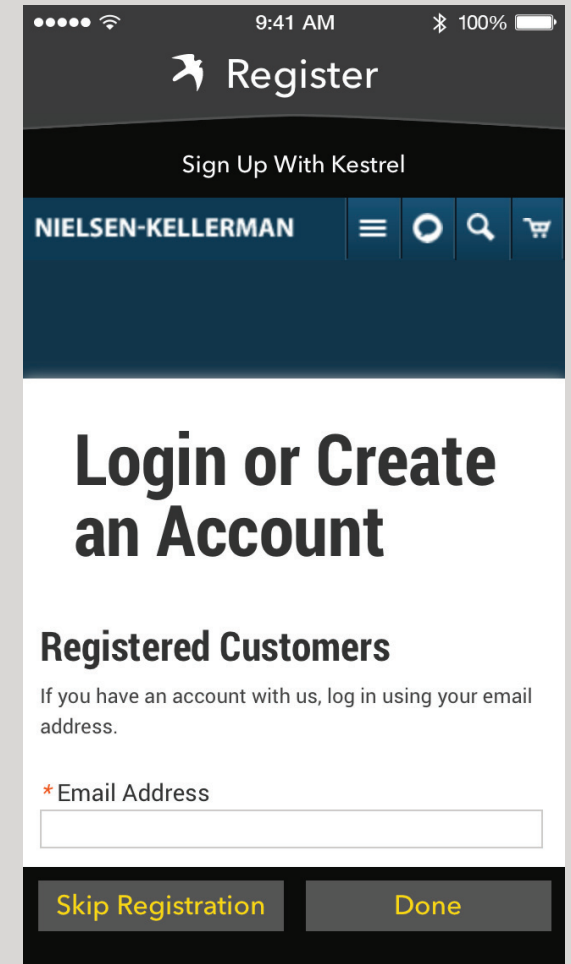 9:41 AM 100%
Register
Sign Up With Kestrel
NIELSEN-KELLERMAN
Login or Create
an Account
Registered Customers
If you have an account with us, log in using your email
address.
* Email Address
Skip Registration Done